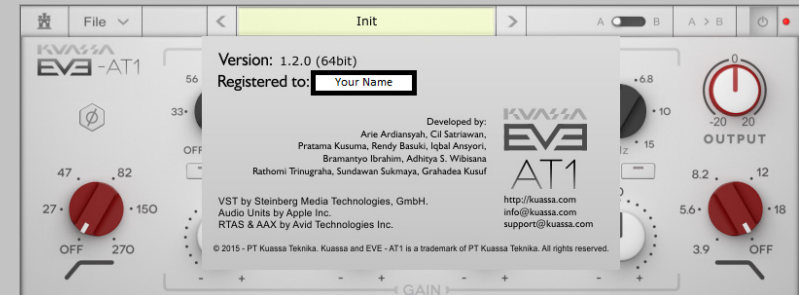 File
Init
A B
A > B
KUASSA
EVE -AT1
Version: 1.2.0 (64bit)
Registered to: Your Name
Developed by:
Arie Ardiansyah, Cil Satriawan,
Pratama Kusuma, Rendy Basuki, Iqbal Ansyori,
Bramantyo Ibrahim, Adhitya S. Wibisana
Rathomi Trinugraha, Sundawan Sukmaya, Grahadea Kusuf
KUASSA
EVE
AT1
VST by Steinberg Media Technologies, GmbH.
Audio Units by Apple Inc.
RTAS & AAX by Avid Technologies Inc.
http://kuassa.com
info@kuassa.com
support@kuassa.com
© 2015 - PT Kuassa Teknika. Kuassa and EVE - AT1 is a trademark of PT Kuassa Teknika. All rights reserved.
56
33
OFF
6.8
10
15
Hz
0
-20 20
OUTPUT
47 82
27 150
OFF 270
8.2 12
5.6 18
3.9 OFF
- + - + - + - +
GAIN